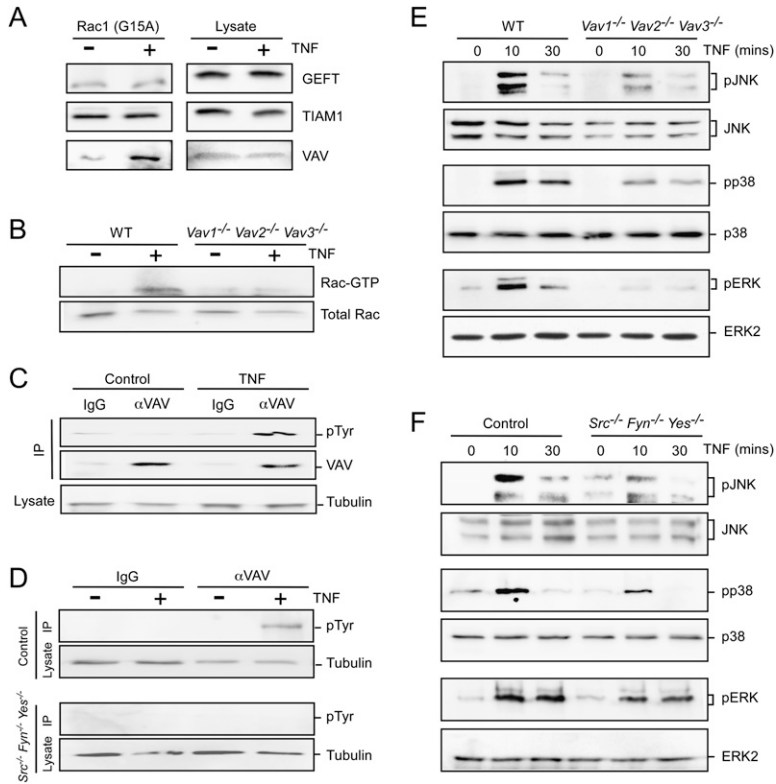 A
Rac1 (G15A) Lysate
– + – + TNF
GEFT
TIAM1
VAV
B
WT Vav1-/- Vav2-/- Vav3-/-
– + – + TNF
Rac-GTP
Total Rac
C
Control TNF
IgG αVAV IgG αVAV
IP
pTyr
VAV
Lysate
Tubulin
D
IgG αVAV
– + – + TNF
Control
IP
pTyr
Lysate
Tubulin
Src-/- Fyn-/- Yes-/-
IP
pTyr
Lysate
Tubulin
E
WT Vav1-/- Vav2-/- Vav3-/-
0 10 30 0 10 30 TNF (mins)
pJNK
JNK
pp38
p38
pERK
ERK2
F
Control Src-/- Fyn-/- Yes-/-
0 10 30 0 10 30 TNF (mins)
pJNK
JNK
pp38
p38
pERK
ERK2